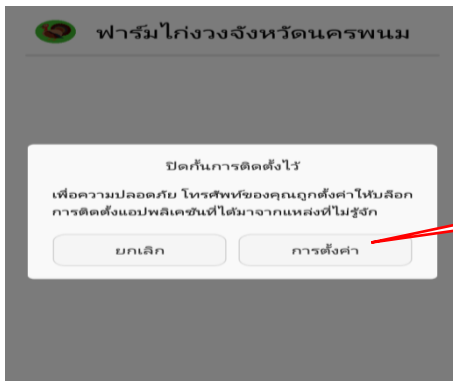 ฟาร์มไก่งวงจังหวัดนครพนม
ปิดกั้นการติดตั้งไว้
เพื่อความปลอดภัย โทรศัพท์ของคุณถูกตั้งค่าให้บล็อก
การติดตั้งแอปพลิเคชันที่ได้มาจากแหล่งที่ไม่รู้จัก
ยกเลิก
การตั้งค่า